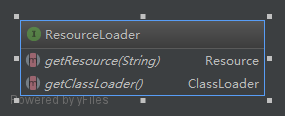 I ResourceLoader
m getResource(String) Resource
m getClassLoader() ClassLoader
Powered by yFiles